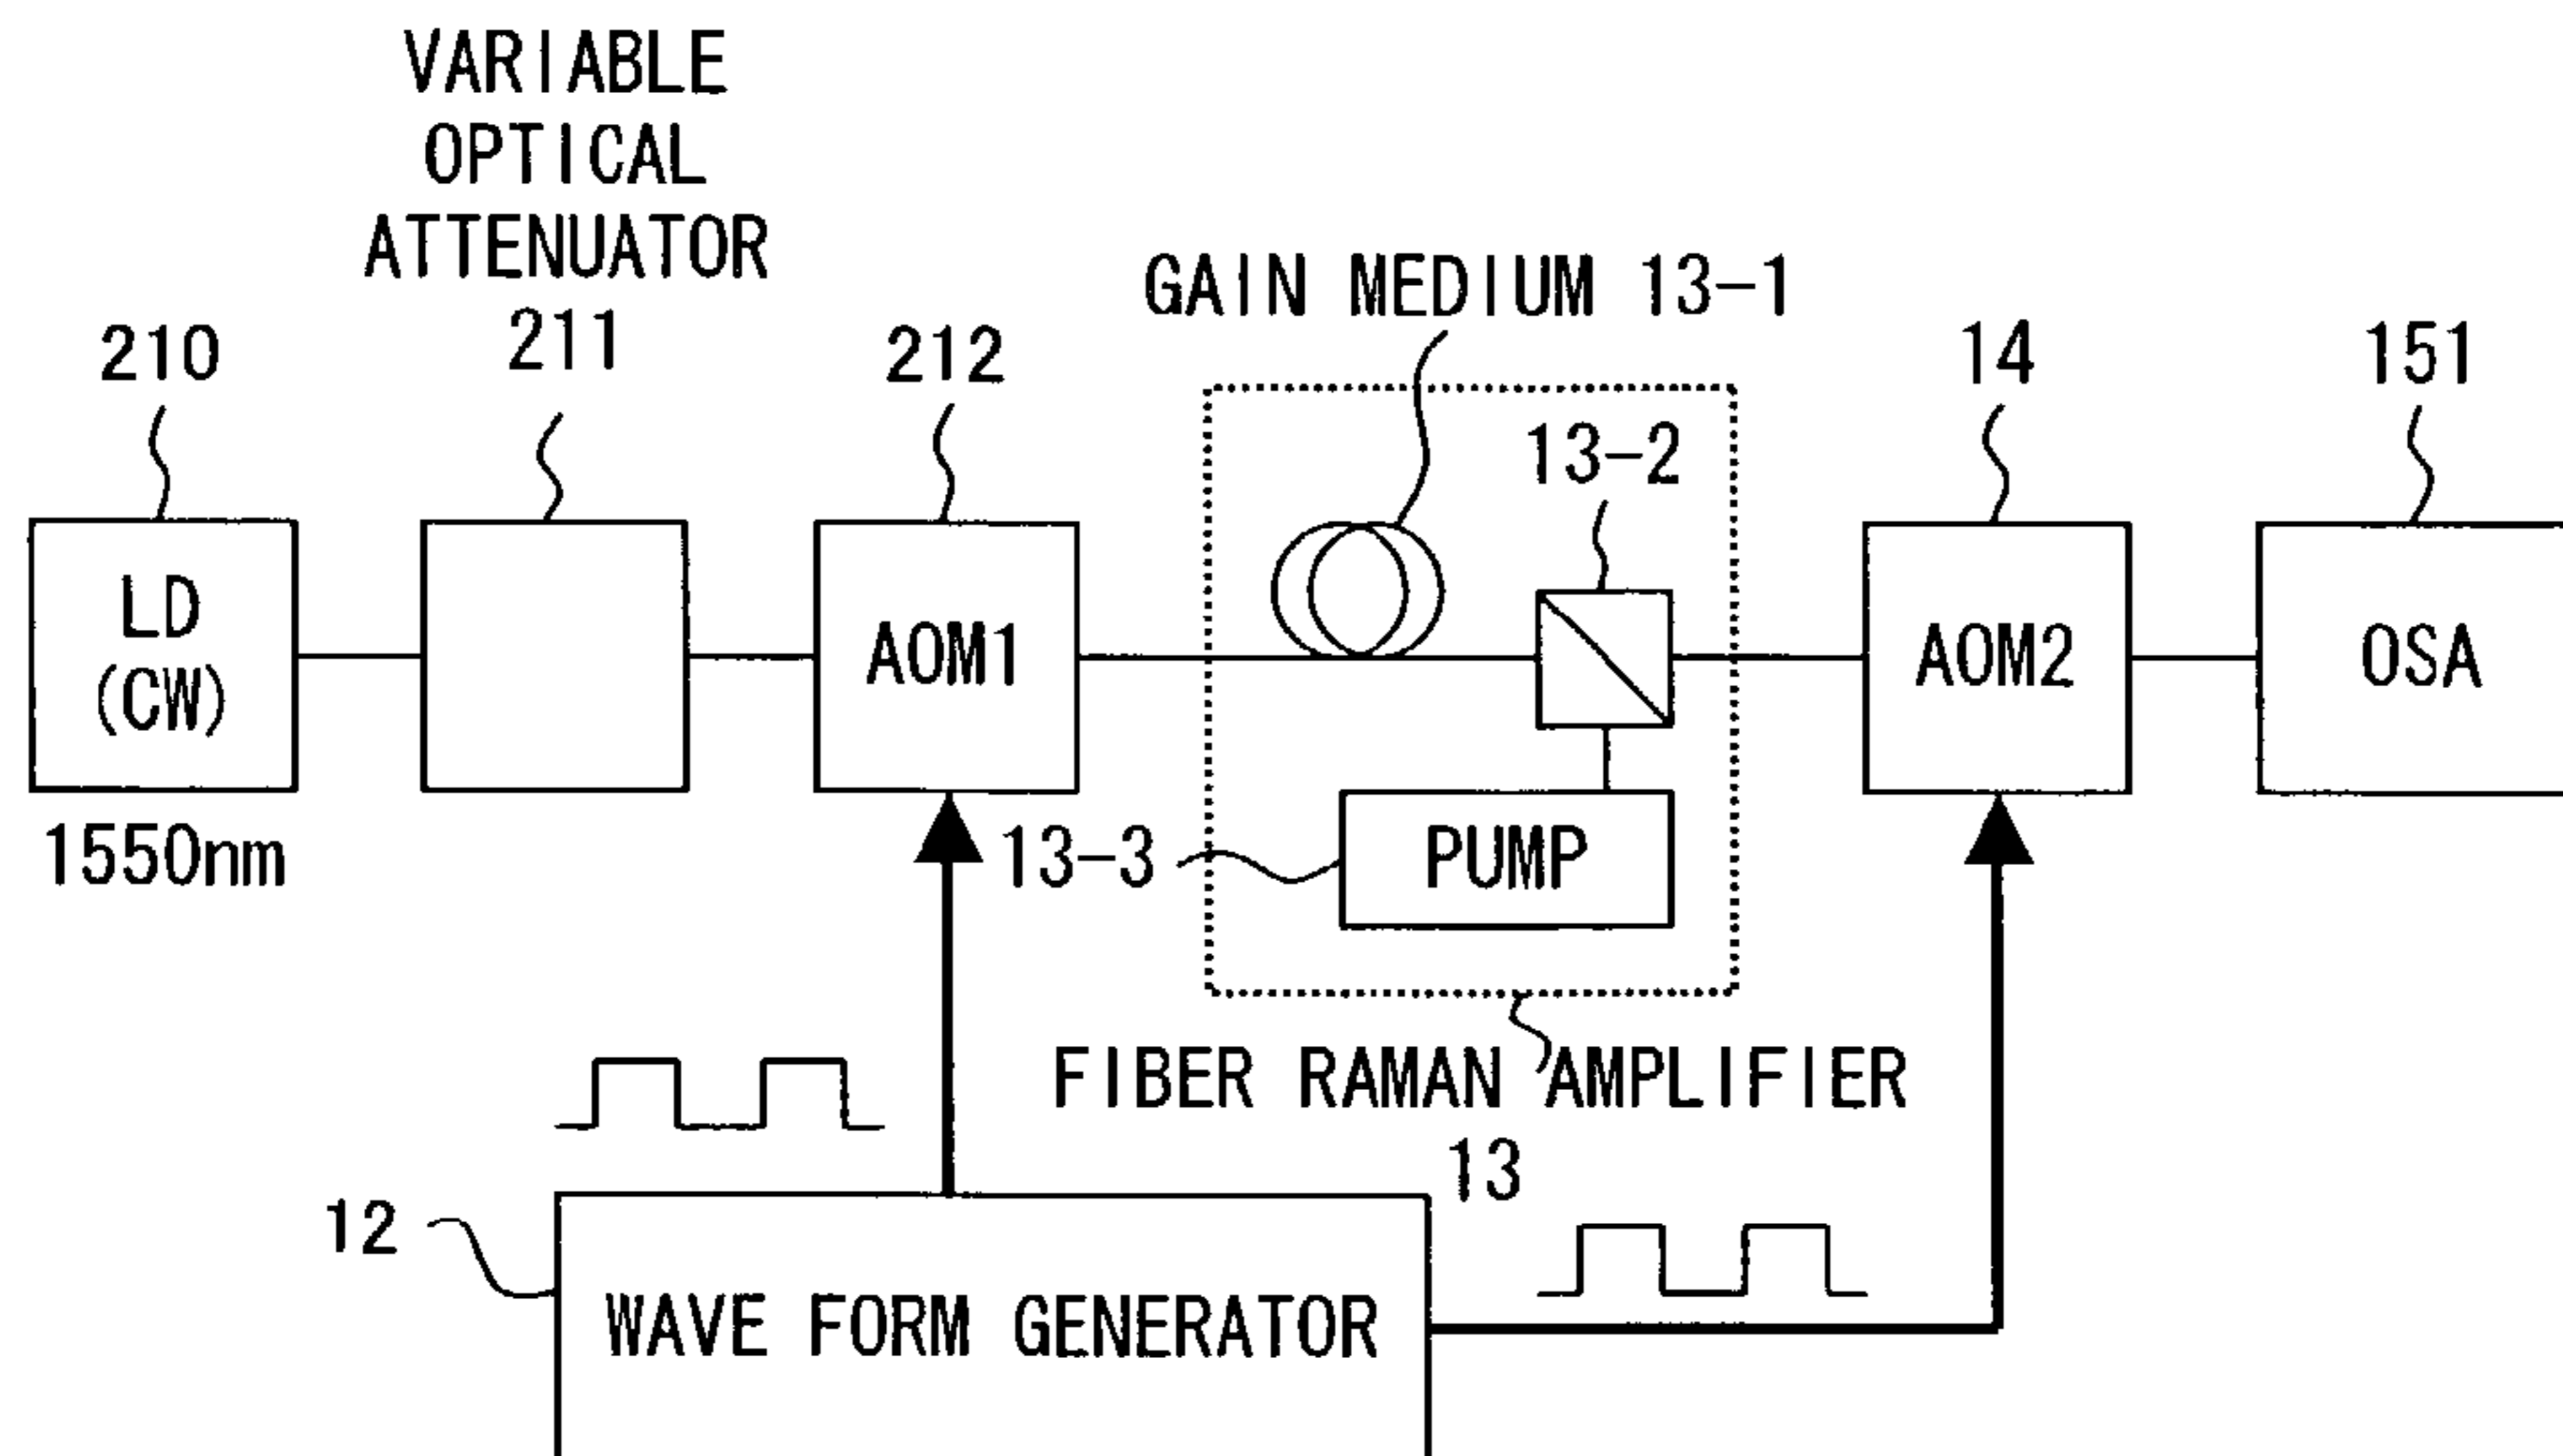 VARIABLE
OPTICAL
ATTENUATOR
211
210
212
GAIN MEDIUM 13-1
13-2
14
151
LD
(CW)
AOM1
AOM2
OSA
1550nm
13-3
PUMP
FIBER RAMAN AMPLIFIER
13
12
WAVE FORM GENERATOR